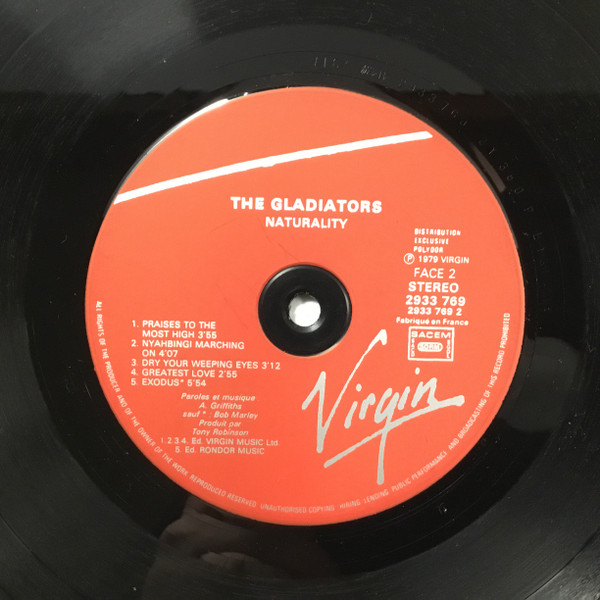 THE GLADIATORS
NATURALITY
DISTRIBUTION
EXCLUSIVE
POLYDOR
Ⓟ 1979 VIRGIN
FACE 2
STEREO
2933 769
2933 769 2
Fabriqué en France
SACEM
1. PRAISES TO THE
MOST HIGH 3'55
2. NYAHBINGI MARCHING
ON 4'07
3. DRY YOUR WEEPING EYES 3'12
4. GREATEST LOVE 2'55
5. EXODUS* 5'54
Paroles et musique
A. Griffiths
sauf * : Bob Marley
Produit par
Tony Robinson
1.2.3.4. Ed. VIRGIN MUSIC Ltd.
5. Ed. RONDOR MUSIC
Virgin
ALL RIGHTS OF THE PRODUCER AND OF THE OWNER OF THE WORK REPRODUCED RESERVED UNAUTHORISED COPYING HIRING LENDING PUBLIC PERFORMANCE AND BROADCASTING OF THIS RECORD PROHIBITED